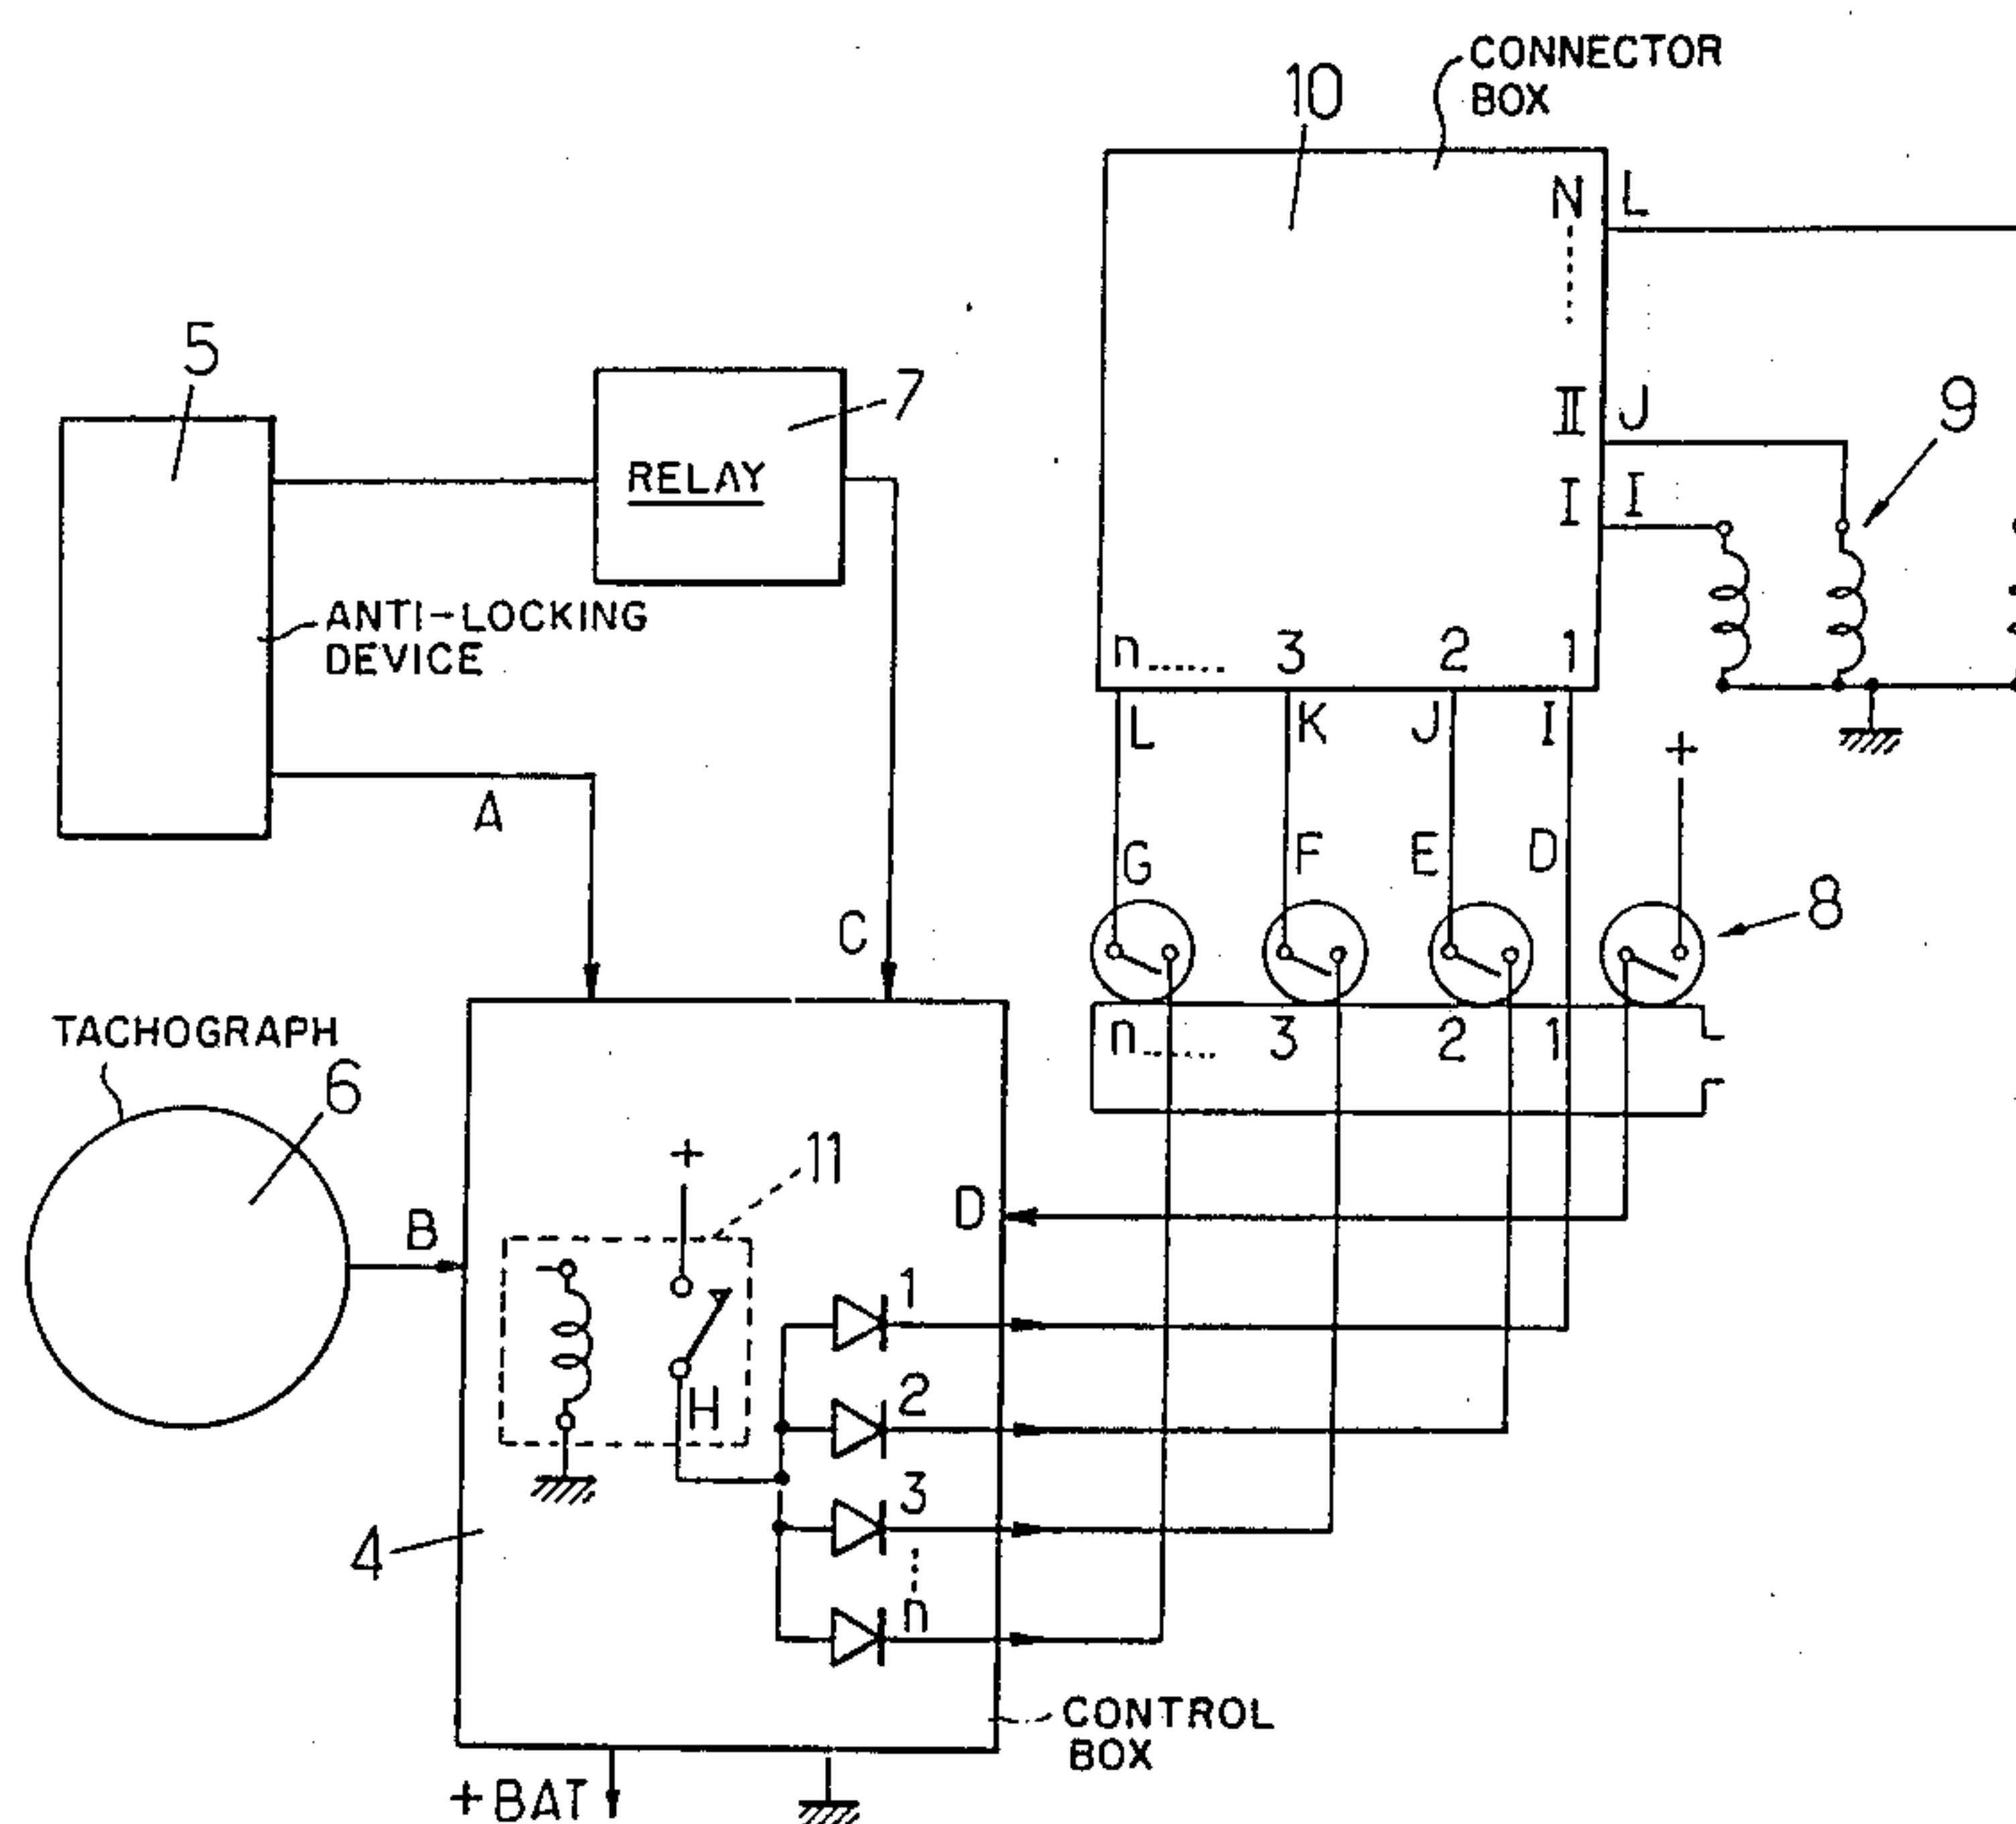 CONNECTOR
BOX
10
N L
5
7
II J
9
RELAY
I I
ANTI-LOCKING
DEVICE
n...... 3 2 1
L K J I
+
A
G F E D
8
C
TACHOGRAPH
n...... 3 2 1
6
+ 11
B
D
1
H 2
3
4
n
CONTROL
BOX
+BAT